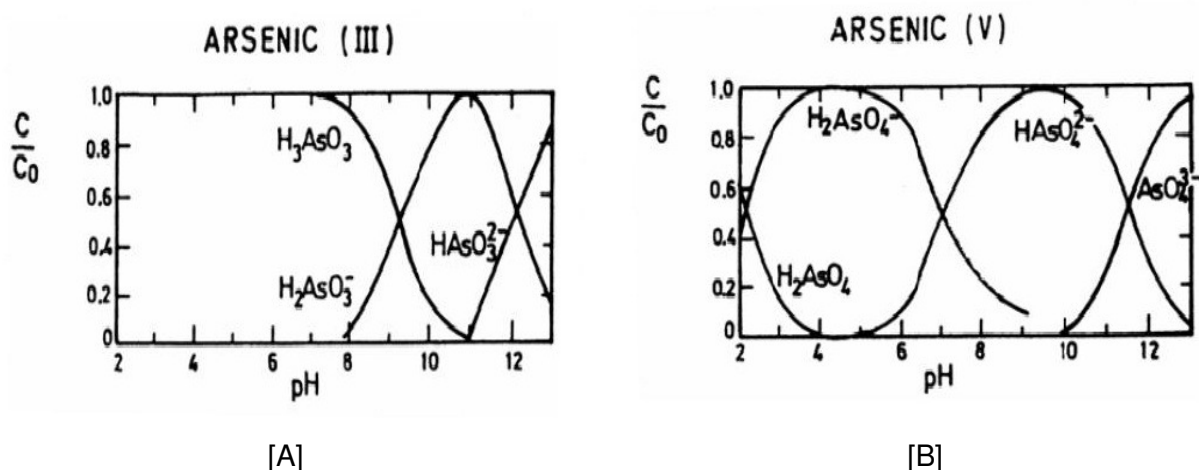 ARSENIC (III)
C
C₀
1.0
0.8
0.6
0.4
0.2
0
2
4
6
8
10
12
pH
H₃AsO₃
H₂AsO₃⁻
HAsO₃²⁻
[A]
ARSENIC (V)
C
C₀
1.0
0.8
0.6
0.4
0.2
0
2
4
6
8
10
12
pH
H₂AsO₄⁻
HAsO₄²⁻
AsO₄³⁻
H₂AsO₄
[B]